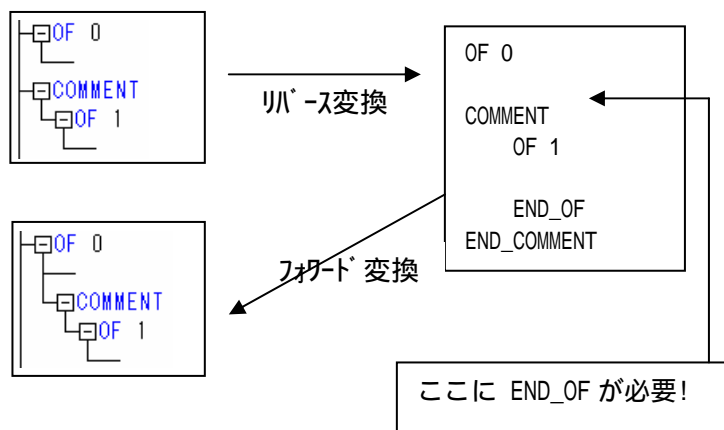 OF 0
COMMENT
OF 1
リバース変換
OF 0
COMMENT
OF 1
END_OF
END_COMMENT
OF 0
COMMENT
OF 1
フォワード変換
ここに END_OF が必要!